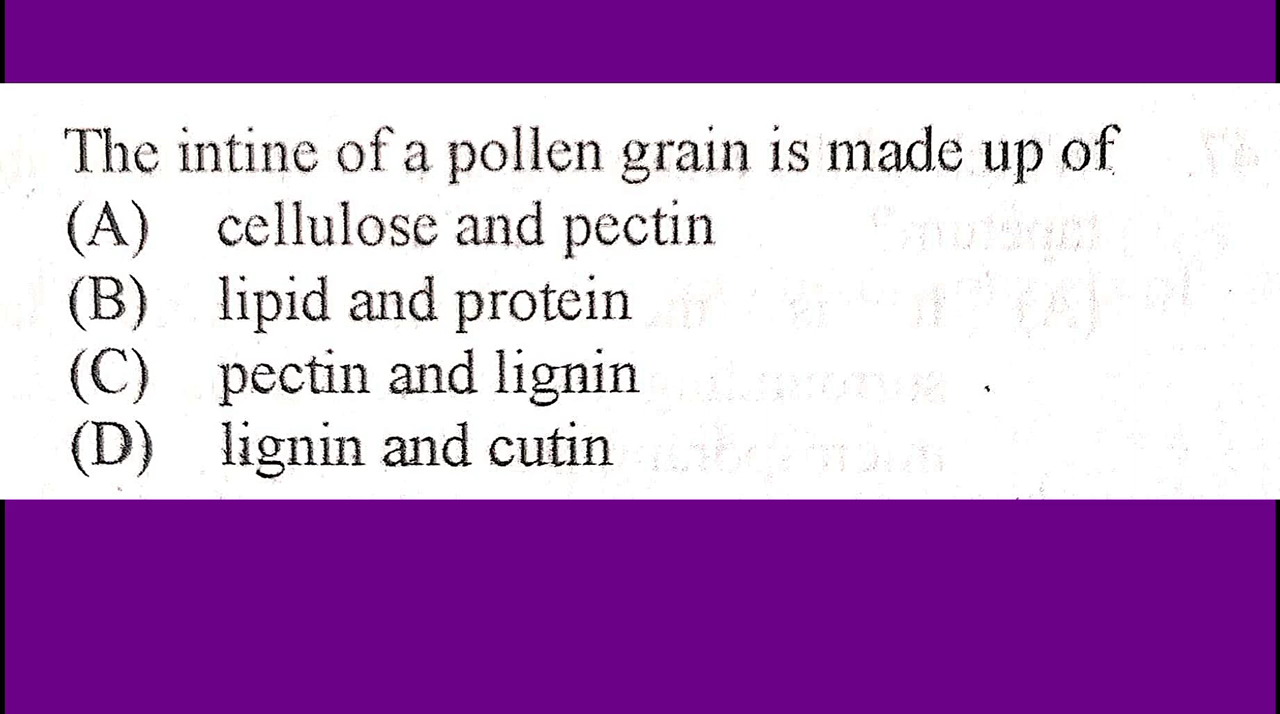 The intine of a pollen grain is made up of
(A) cellulose and pectin
(B) lipid and protein
(C) pectin and lignin
(D) lignin and cutin